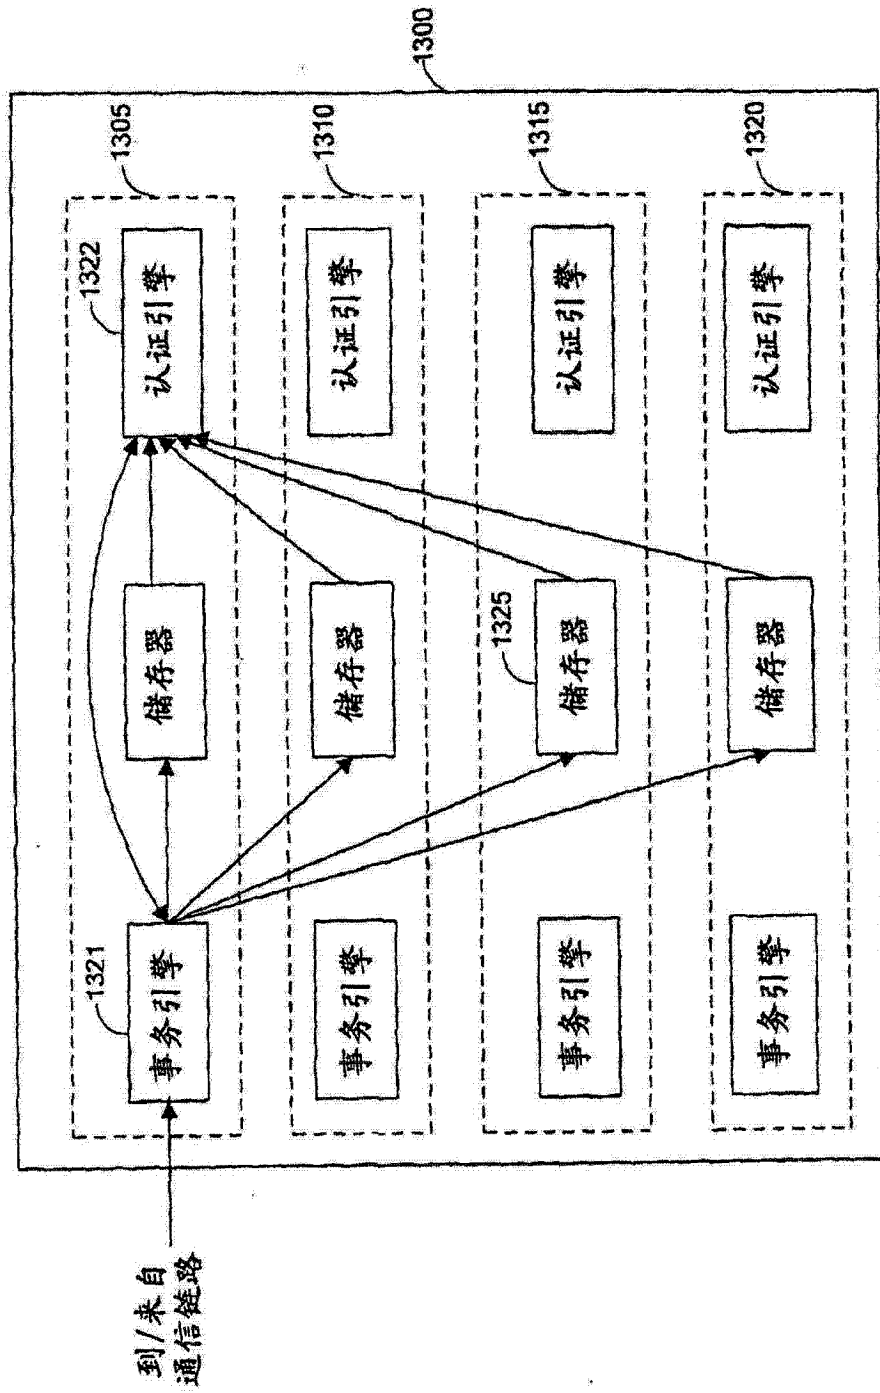 到/来自
通信链路
1300
1305
1321
事务引擎
储存器
1322
认证引擎
1310
事务引擎
储存器
认证引擎
1315
事务引擎
1325
储存器
认证引擎
1320
事务引擎
储存器
认证引擎